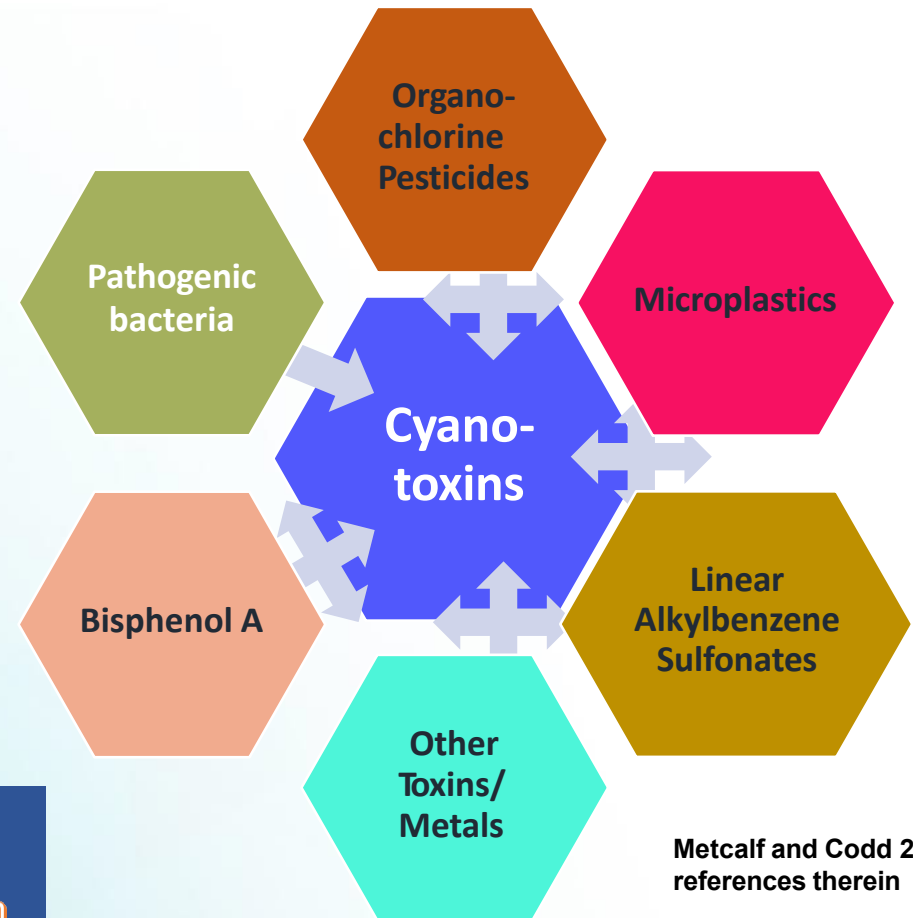 Organo-
chlorine
Pesticides
Pathogenic
bacteria
Microplastics
Cyano-
toxins
Bisphenol A
Linear
Alkylbenzene
Sulfonates
Other
Toxins/
Metals
Metcalf and Codd 2
references therein